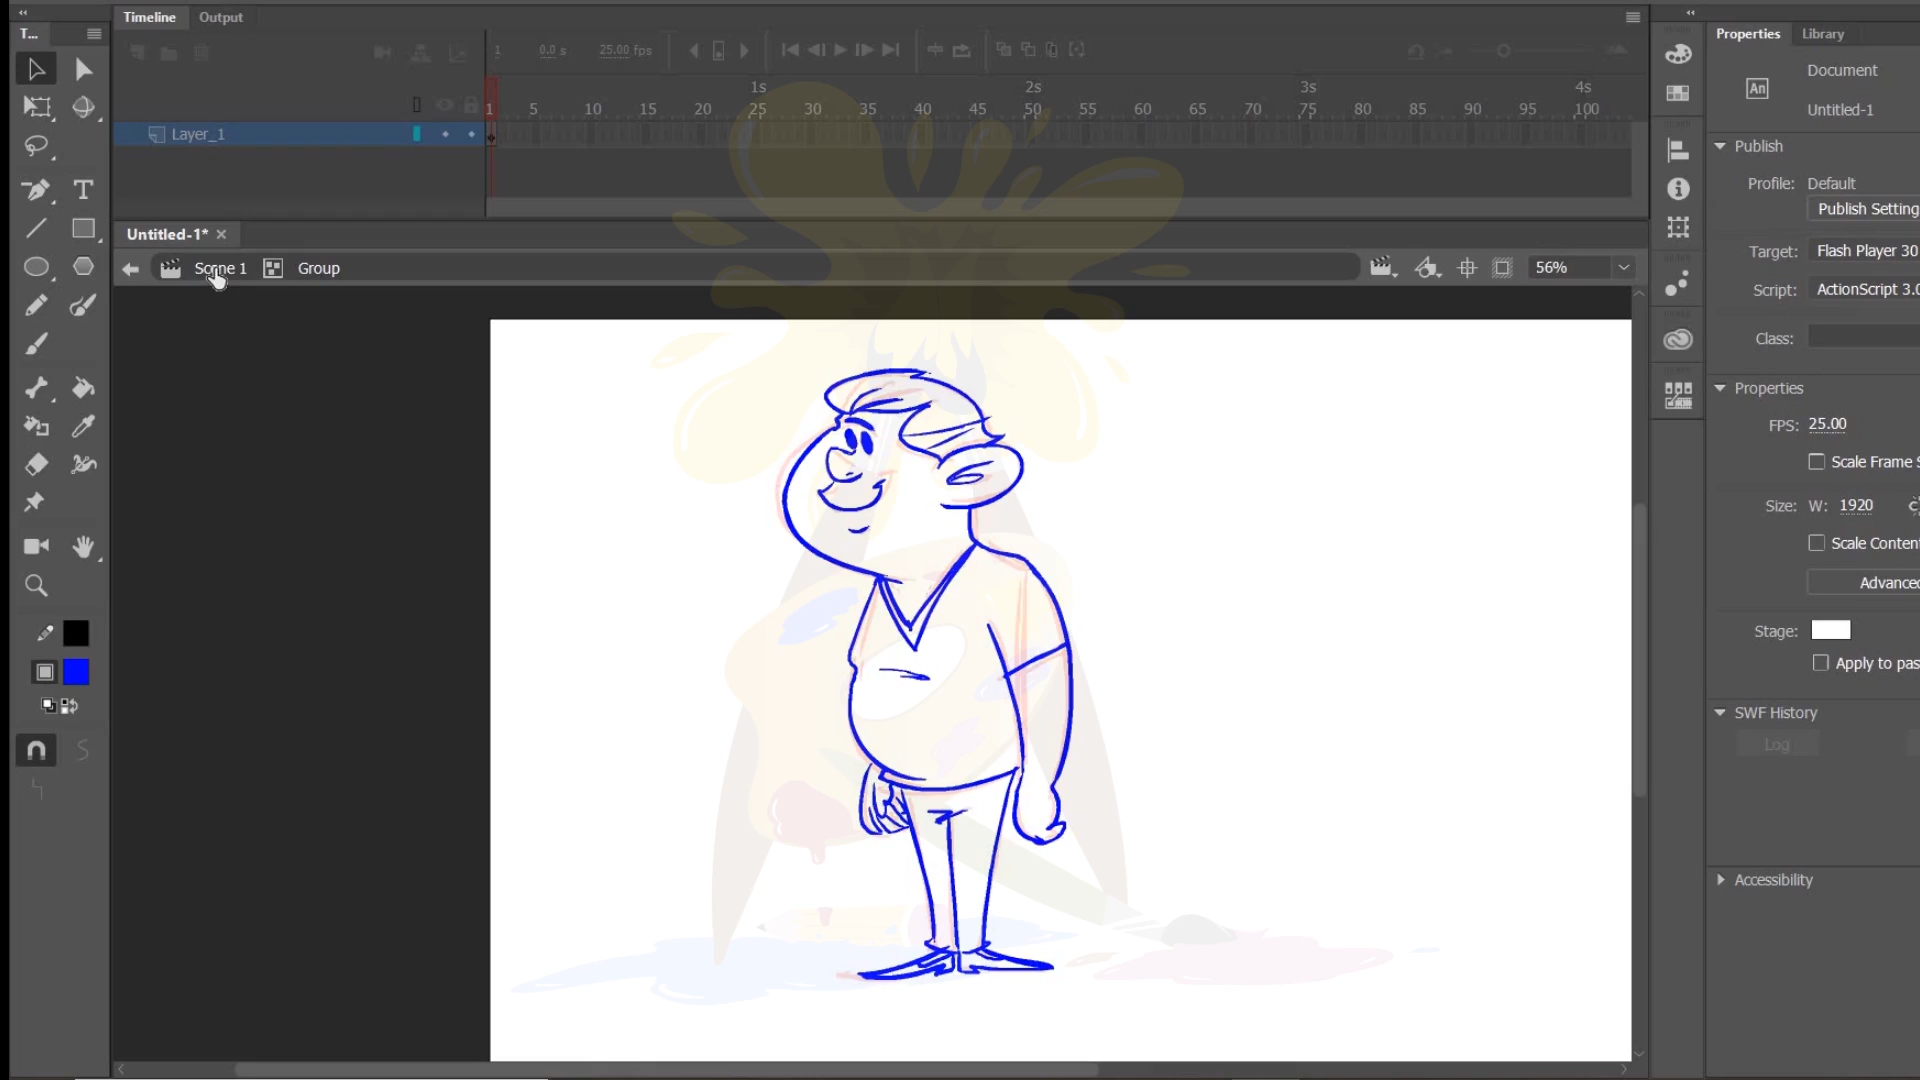 T...
Timeline Output
1 0.0 s 25.00 fps
1s 2s 3s 4s
1 5 10 15 20 25 30 35 40 45 50 55 60 65 70 75 80 85 90 95 100
Layer_1
Untitled-1*
Scene 1 Group
56%
Properties Library
An
Document
Untitled-1
Publish
Profile: Default
Publish Setting
Target: Flash Player 30
Script: ActionScript 3.0
Class:
Properties
FPS: 25.00
Scale Frame S
Size: W: 1920
Scale Conten
Advanced
Stage:
Apply to pas
SWF History
Log
Accessibility